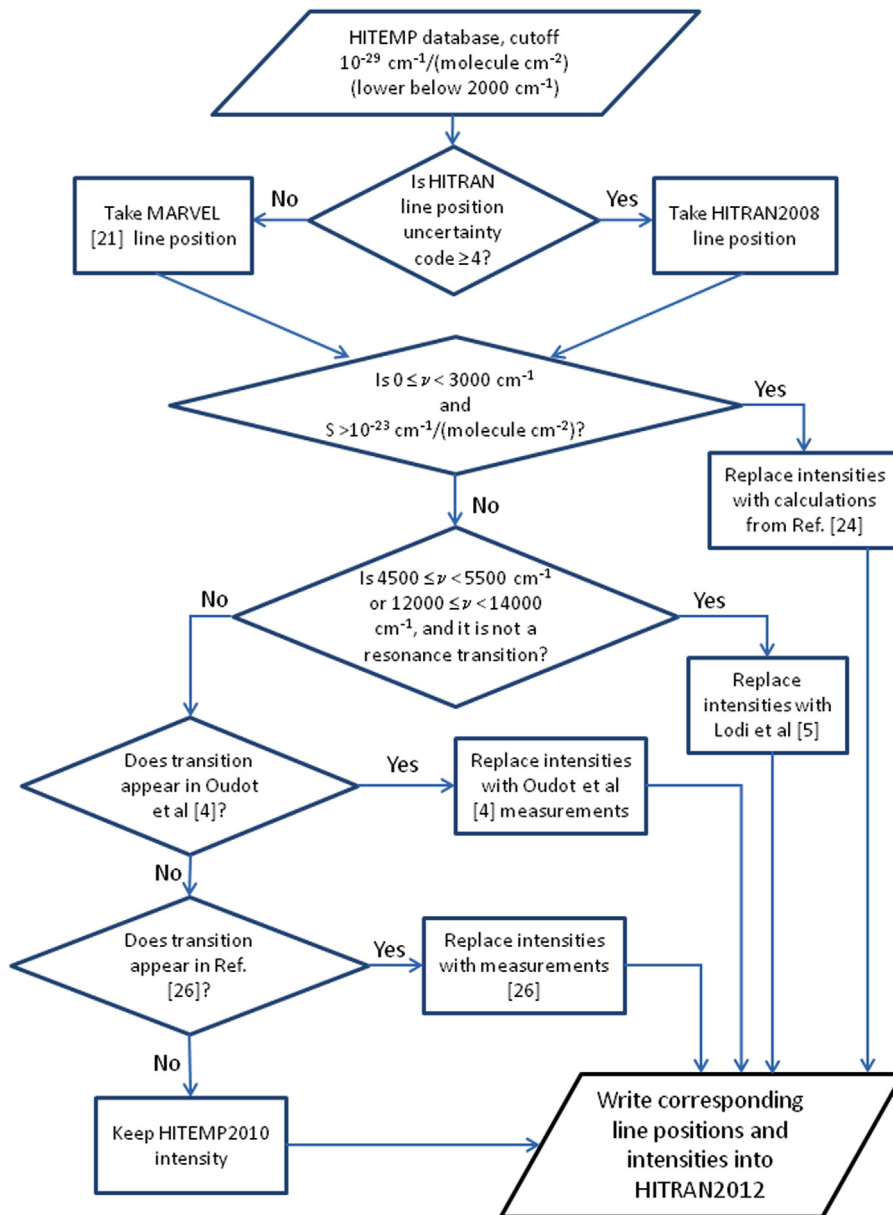 HITEMP database, cutoff
10⁻²⁹ cm⁻¹/(molecule cm⁻²)
(lower below 2000 cm⁻¹)
Is HITRAN
line position
uncertainty
code ≥ 4?
No
Yes
Take MARVEL
[21] line position
Take HITRAN2008
line position
Is 0 ≤ ν < 3000 cm⁻¹
and
S >10⁻²³ cm⁻¹/(molecule cm⁻²)?
Yes
No
Replace intensities
with calculations
from Ref. [24]
Is 4500 ≤ ν < 5500 cm⁻¹
or 12000 ≤ ν < 14000
cm⁻¹, and it is not a
resonance transition?
No
Yes
Replace
intensities with
Lodi et al [5]
Does transition
appear in Oudot
et al [4]?
Yes
Replace intensities
with Oudot et al
[4] measurements
No
Does transition
appear in Ref.
[26]?
Yes
Replace intensities
with measurements
[26]
No
Keep HITEMP2010
intensity
Write corresponding
line positions and
intensities into
HITRAN2012